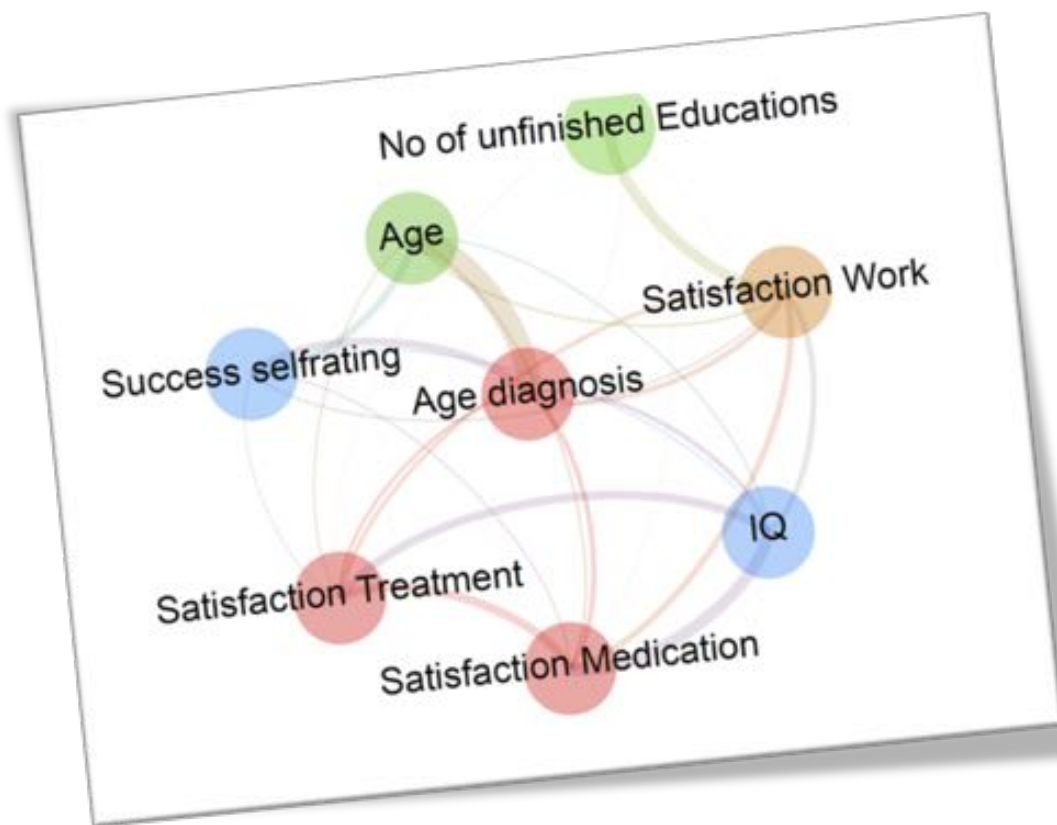 No of unfinished Educations
Age
Satisfaction Work
Success selfrating
Age diagnosis
IQ
Satisfaction Treatment
Satisfaction Medication